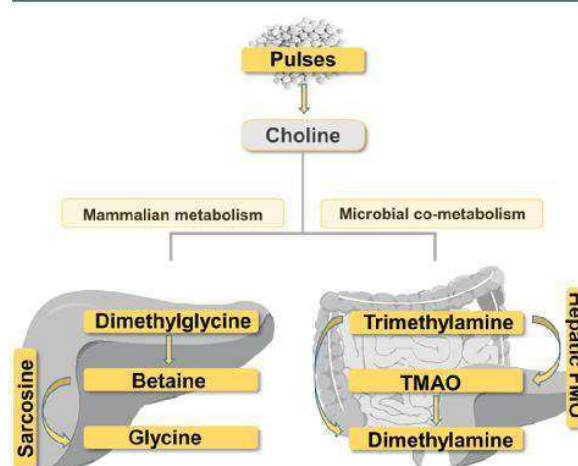 Pulses
Choline
Mammalian metabolism
Microbial co-metabolism
Dimethylglycine
Betaine
Glycine
Sarcosine
Trimethylamine
TMAO
Dimethylamine
Hepatic FMO